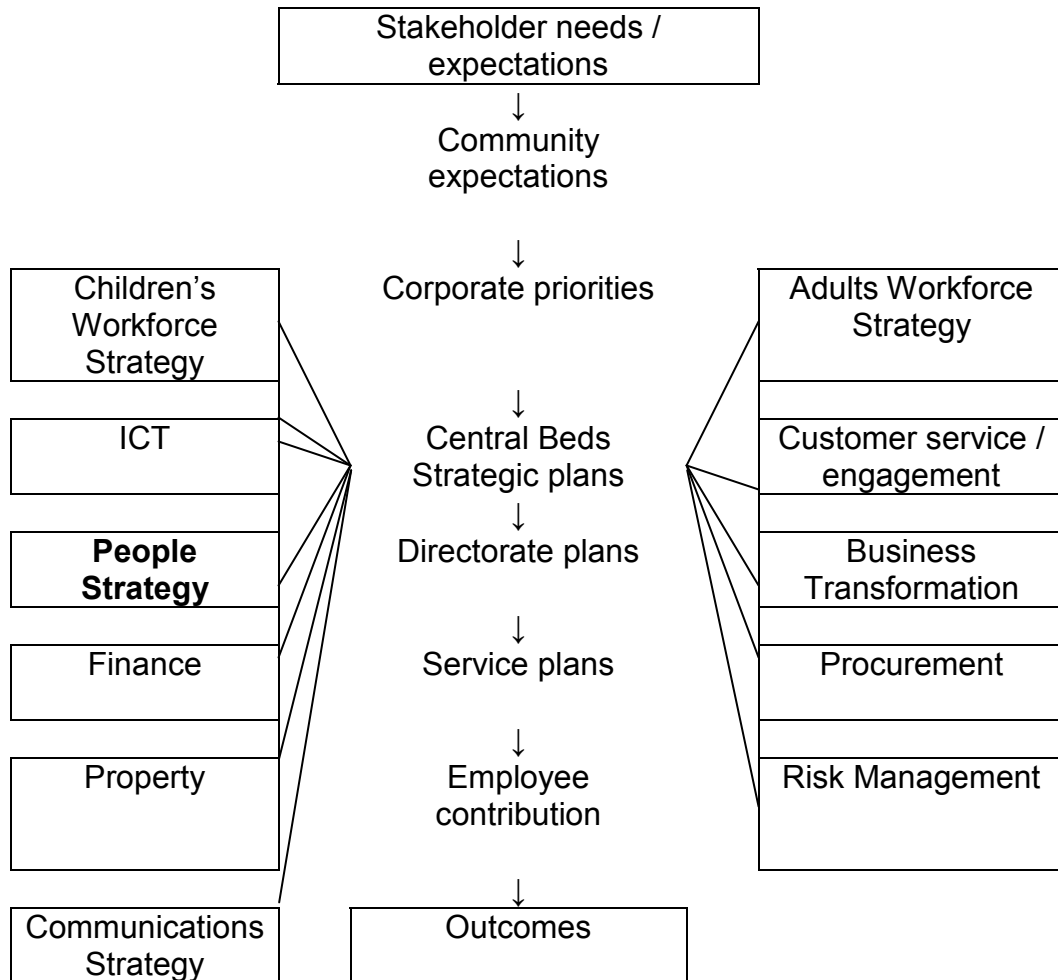 Stakeholder needs /
expectations
↓
Community
expectations
↓
Children’s
Workforce
Strategy
Corporate priorities
Adults Workforce
Strategy
↓
ICT
Central Beds
Strategic plans
Customer service /
engagement
↓
People
Strategy
Directorate plans
Business
Transformation
↓
Finance
Service plans
Procurement
↓
Property
Employee
contribution
Risk Management
↓
Communications
Strategy
Outcomes